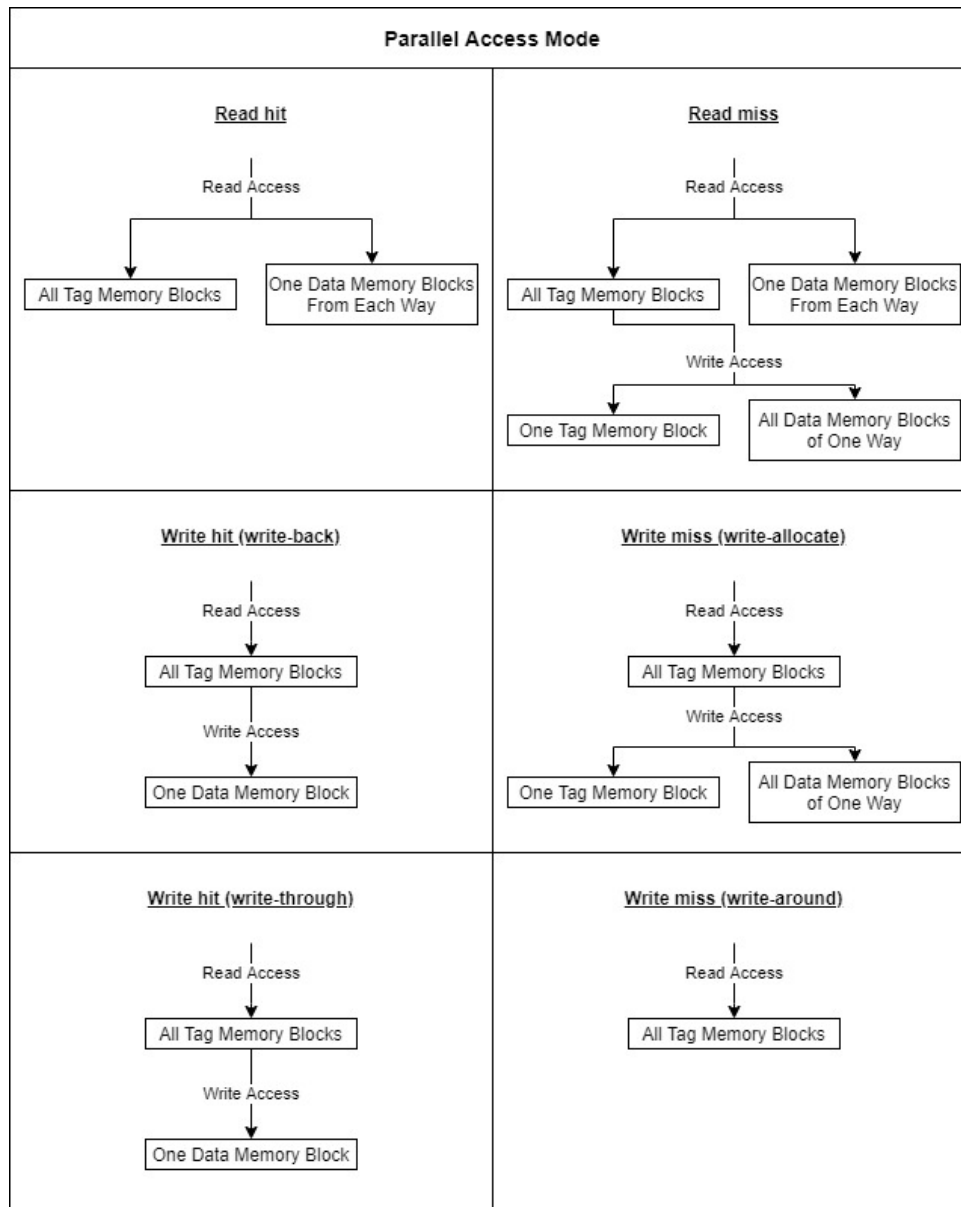 Parallel Access Mode
Read hit
Read Access
All Tag Memory Blocks
One Data Memory Blocks
From Each Way
Read miss
Read Access
All Tag Memory Blocks
One Data Memory Blocks
From Each Way
Write Access
One Tag Memory Block
All Data Memory Blocks
of One Way
Write hit (write-back)
Read Access
All Tag Memory Blocks
Write Access
One Data Memory Block
Write miss (write-allocate)
Read Access
All Tag Memory Blocks
Write Access
One Tag Memory Block
All Data Memory Blocks
of One Way
Write hit (write-through)
Read Access
All Tag Memory Blocks
Write Access
One Data Memory Block
Write miss (write-around)
Read Access
All Tag Memory Blocks